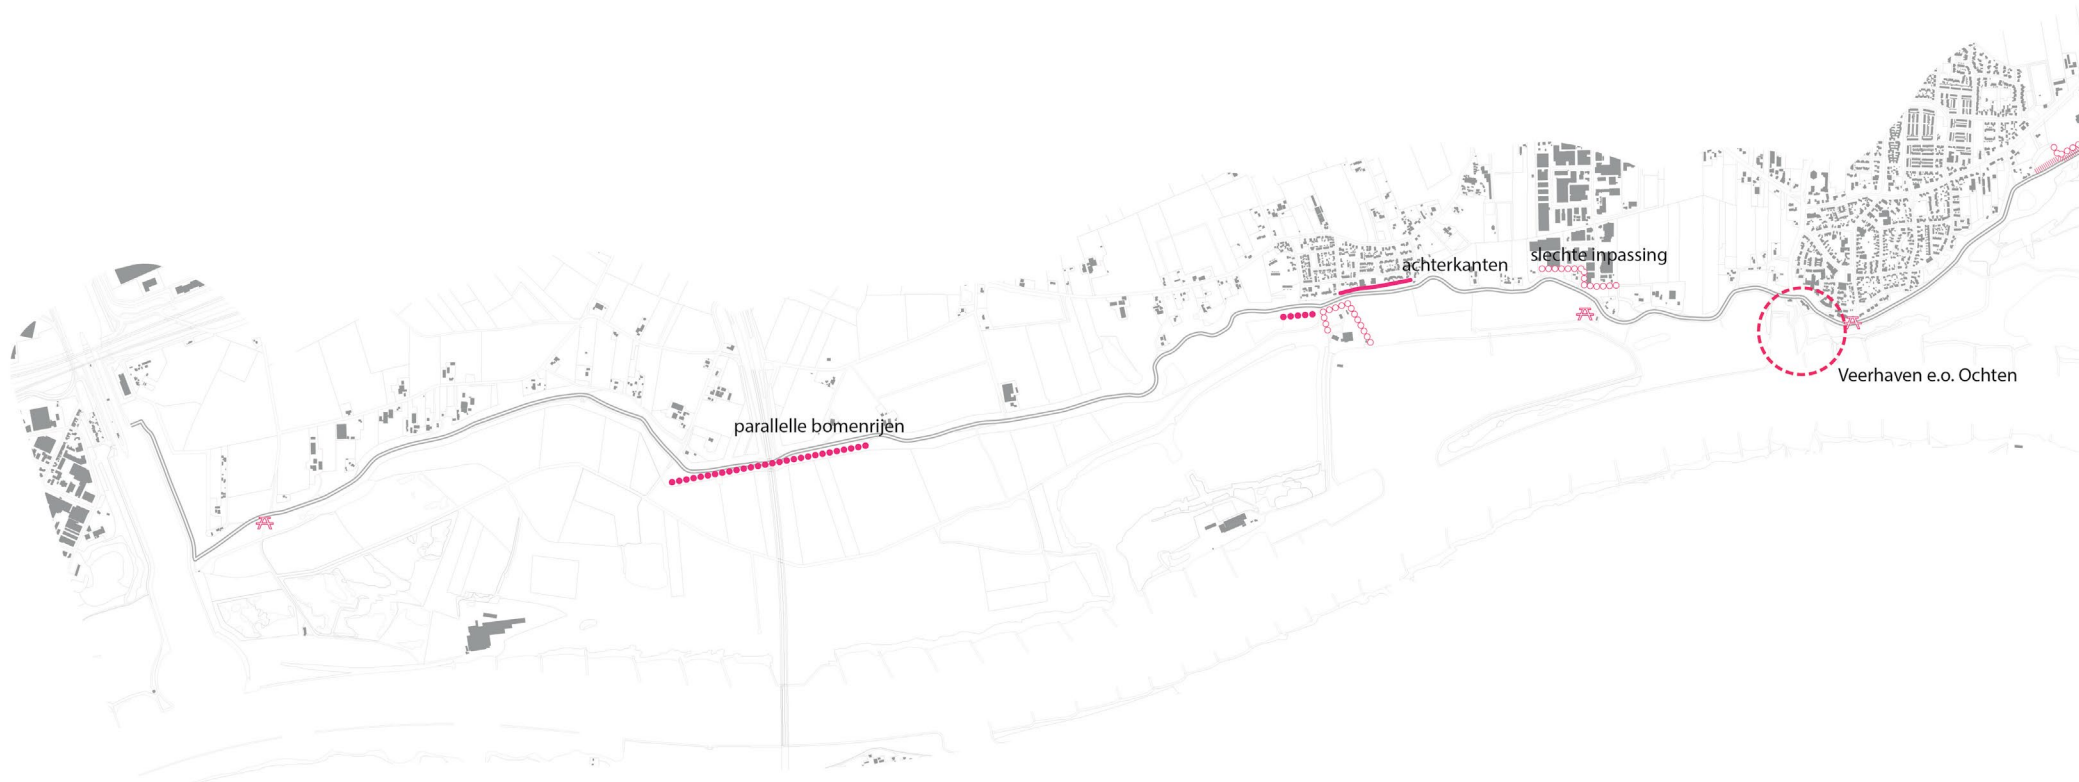 achterkanten
slechte inpassing
Veerhaven e.o. Ochten
parallelle bomenrijen